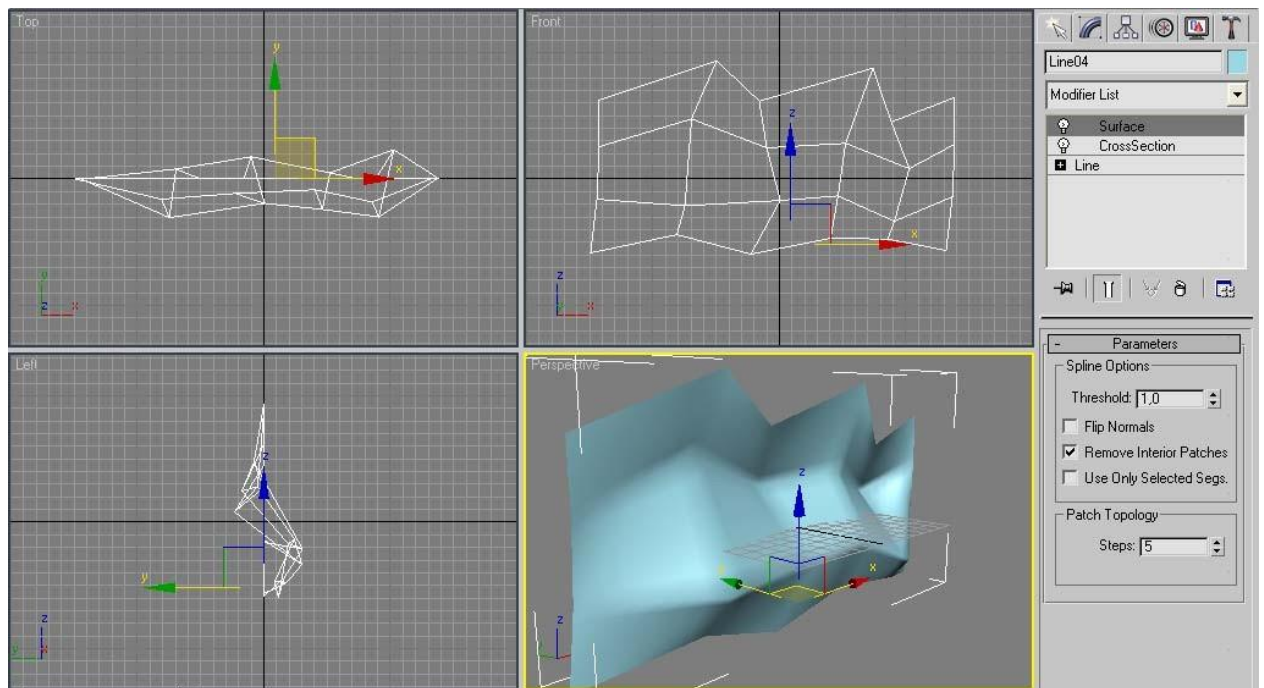 Top
Front
Left
Perspective
y
x
z
x
y
z
x
z
x
z
y
z
y
x
z
y
x
z
Line04
Modifier List
Surface
CrossSection
Line
- Parameters
Spline Options
Threshold: 1,0
Flip Normals
Remove Interior Patches
Use Only Selected Segs.
Patch Topology
Steps: 5